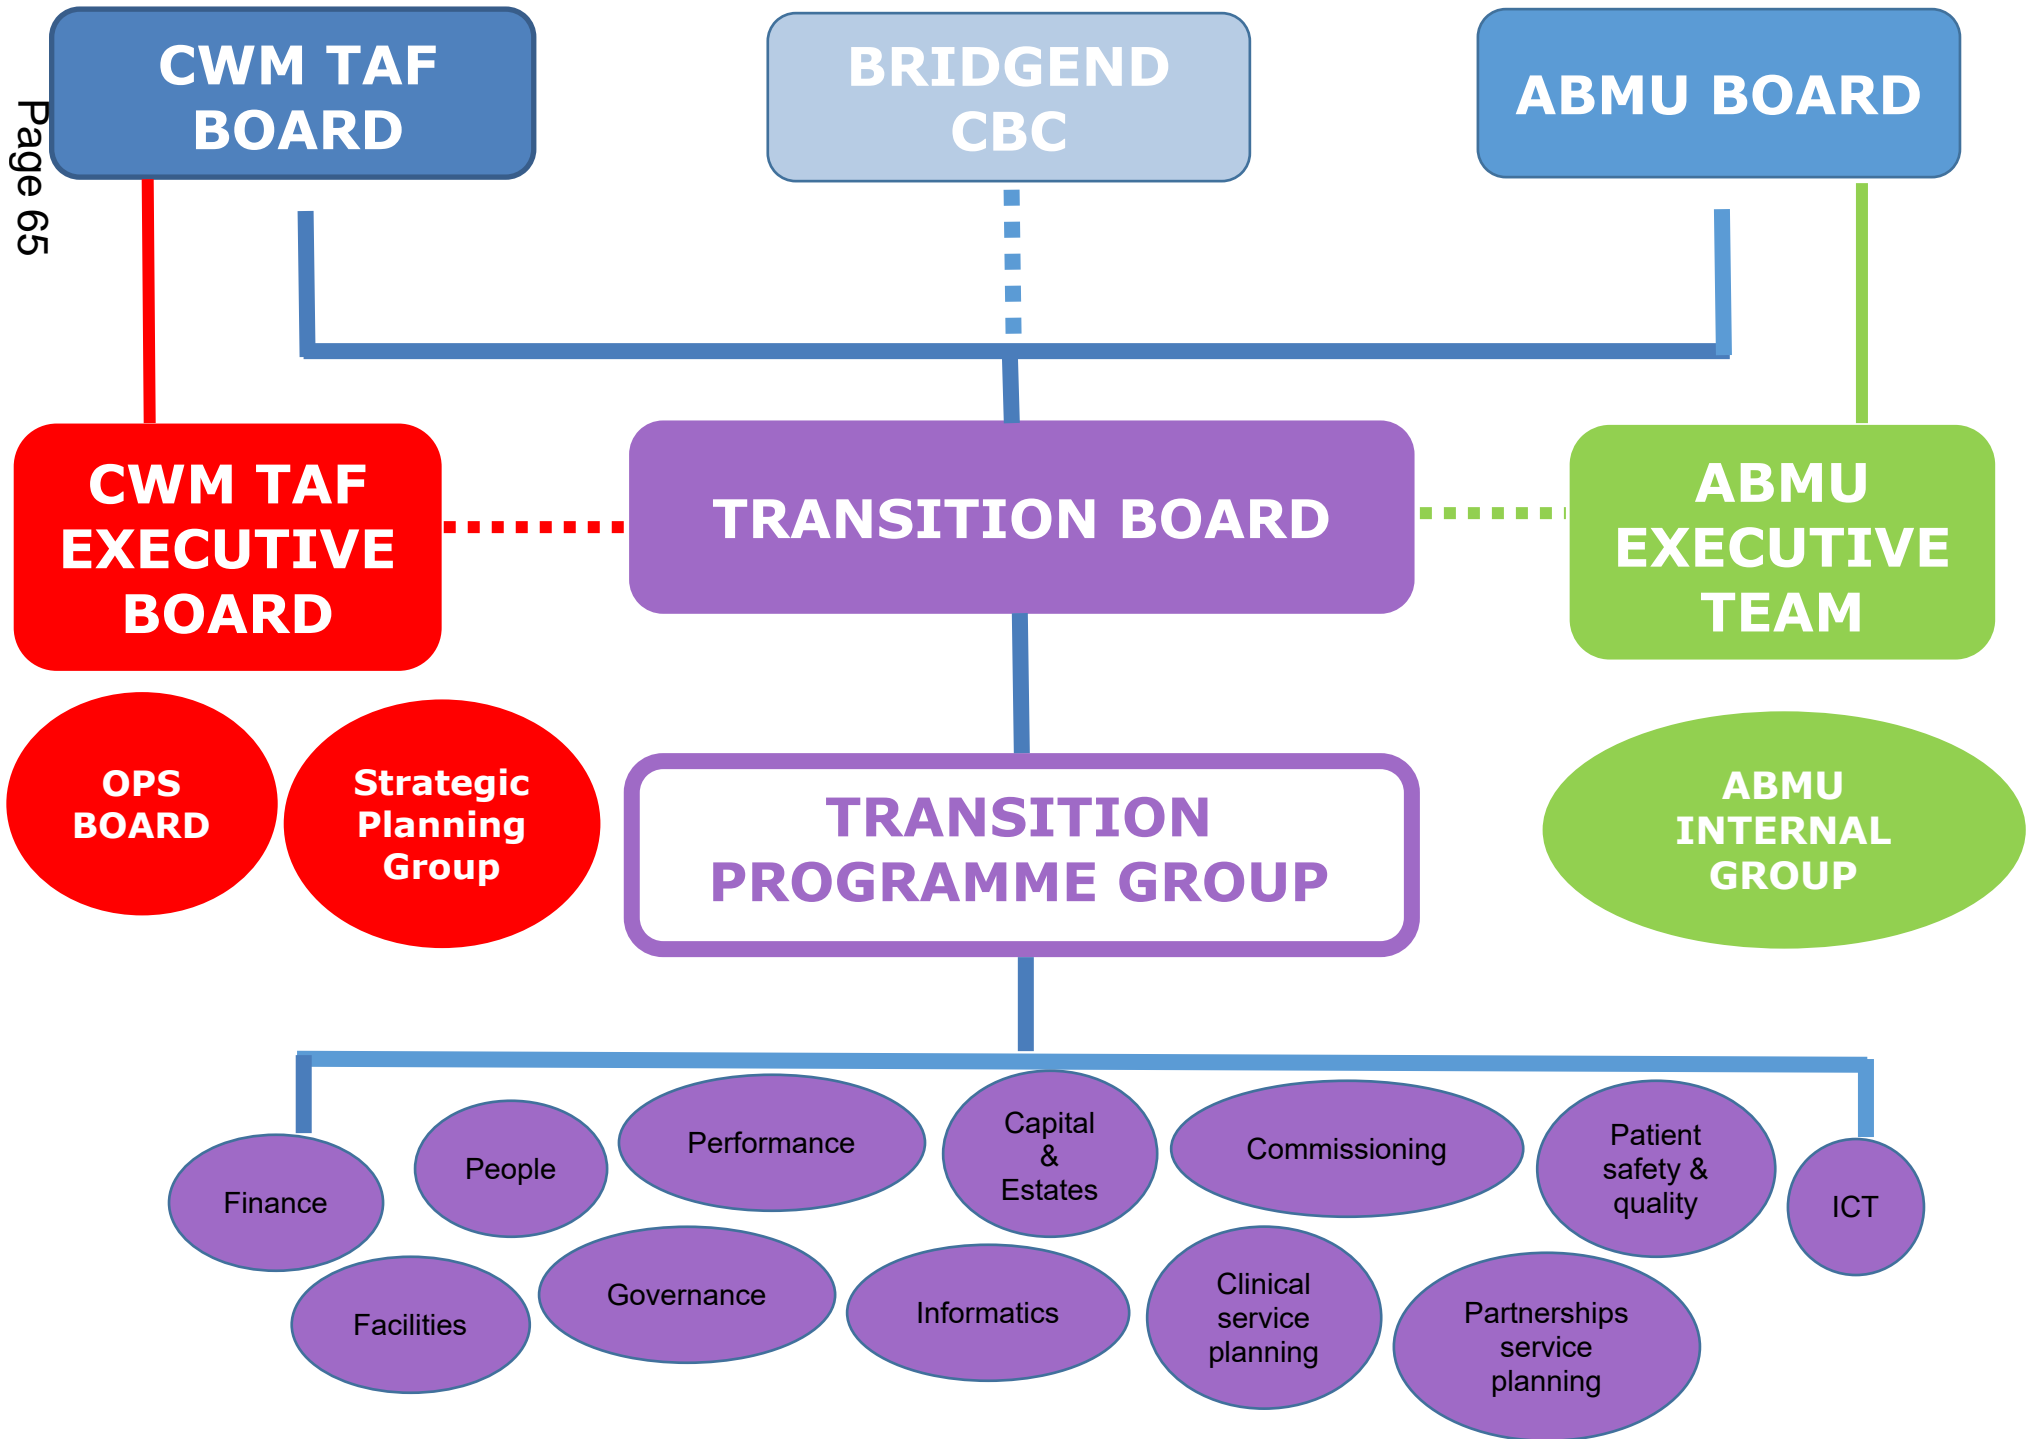 Page 65
CWM TAF
BOARD
BRIDGEND
CBC
ABMU BOARD
CWM TAF
EXECUTIVE
BOARD
TRANSITION BOARD
ABMU
EXECUTIVE
TEAM
OPS
BOARD
Strategic
Planning
Group
TRANSITION
PROGRAMME GROUP
ABMU
INTERNAL
GROUP
Finance
People
Performance
Capital
&
Estates
Commissioning
Patient
safety &
quality
ICT
Facilities
Governance
Informatics
Clinical
service
planning
Partnerships
service
planning